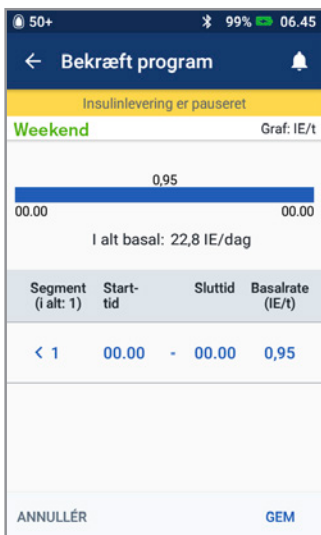 50+ 99% 06.45
Bekræft program
Insulinlevering er pauseret
Weekend Graf: IE/t
0,95
00.00 00.00
I alt basal: 22,8 IE/dag
Segment Start- Sluttid Basalrate
(i alt: 1) tid (IE/t)
< 1 00.00 - 00.00 0,95
ANNULLÉR GEM